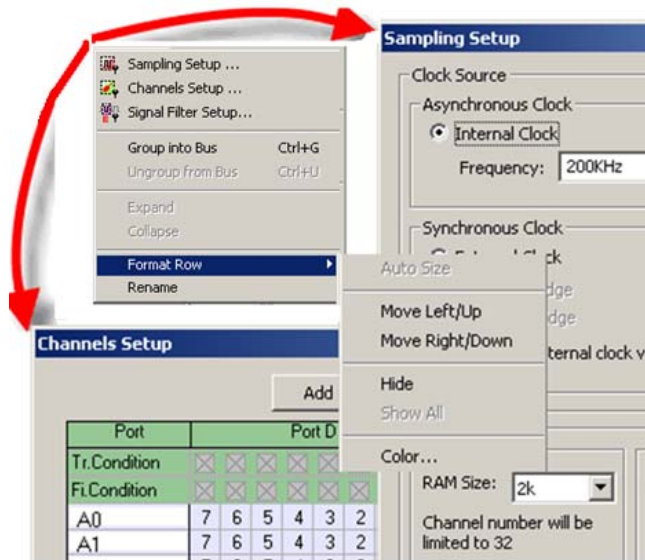 Sampling Setup ...
Channels Setup ...
Signal Filter Setup...
Group into Bus Ctrl+G
Ungroup from Bus Ctrl+U
Expand
Collapse
Format Row
Rename
Auto Size
Move Left/Up
Move Right/Down
Hide
Show All
Color...
Sampling Setup
Clock Source
Asynchronous Clock
Internal Clock
Frequency: 200KHz
Synchronous Clock
dge
dge
ternal clock v
RAM Size: 2k
Channel number will be
limited to 32
Channels Setup
Add
Port Port D
Tr.Condition
Fi.Condition
A0 7 6 5 4 3 2
A1 7 6 5 4 3 2